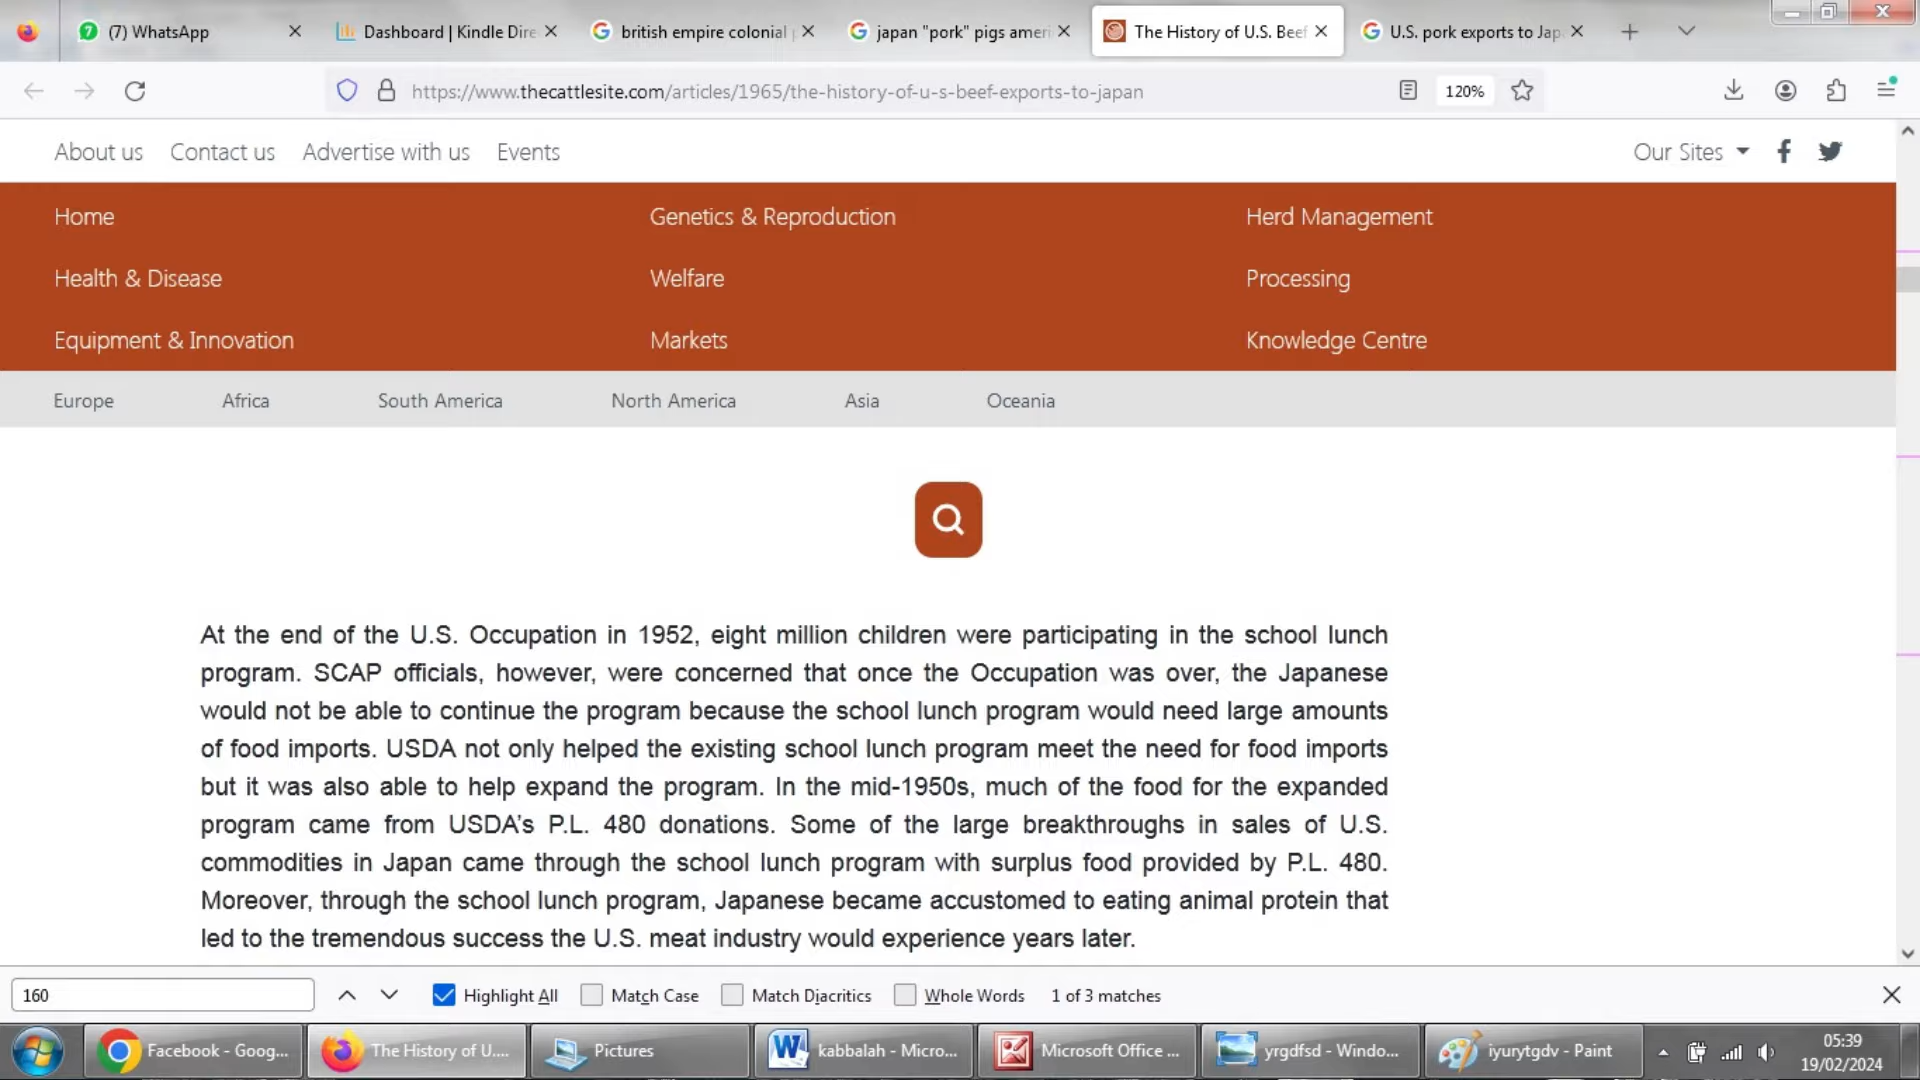 (7) WhatsApp
Dashboard | Kindle Dire
british empire colonial p
japan "pork" pigs ameri
The History of U.S. Beef
U.S. pork exports to Jap
https://www.thecattlesite.com/articles/1965/the-history-of-u-s-beef-exports-to-japan
120%
About us Contact us Advertise with us Events
Our Sites
Home Genetics & Reproduction Herd Management
Health & Disease Welfare Processing
Equipment & Innovation Markets Knowledge Centre
Europe Africa South America North America Asia Oceania
At the end of the U.S. Occupation in 1952, eight million children were participating in the school lunch
program. SCAP officials, however, were concerned that once the Occupation was over, the Japanese
would not be able to continue the program because the school lunch program would need large amounts
of food imports. USDA not only helped the existing school lunch program meet the need for food imports
but it was also able to help expand the program. In the mid-1950s, much of the food for the expanded
program came from USDA's P.L. 480 donations. Some of the large breakthroughs in sales of U.S.
commodities in Japan came through the school lunch program with surplus food provided by P.L. 480.
Moreover, through the school lunch program, Japanese became accustomed to eating animal protein that
led to the tremendous success the U.S. meat industry would experience years later.
160
Highlight All Match Case Match Diacritics Whole Words 1 of 3 matches
Facebook - Goog...
The History of U....
Pictures
kabbalah - Micro...
Microsoft Office ...
yrgdfsd - Windo...
iyurytgdv - Paint
05:39
19/02/2024